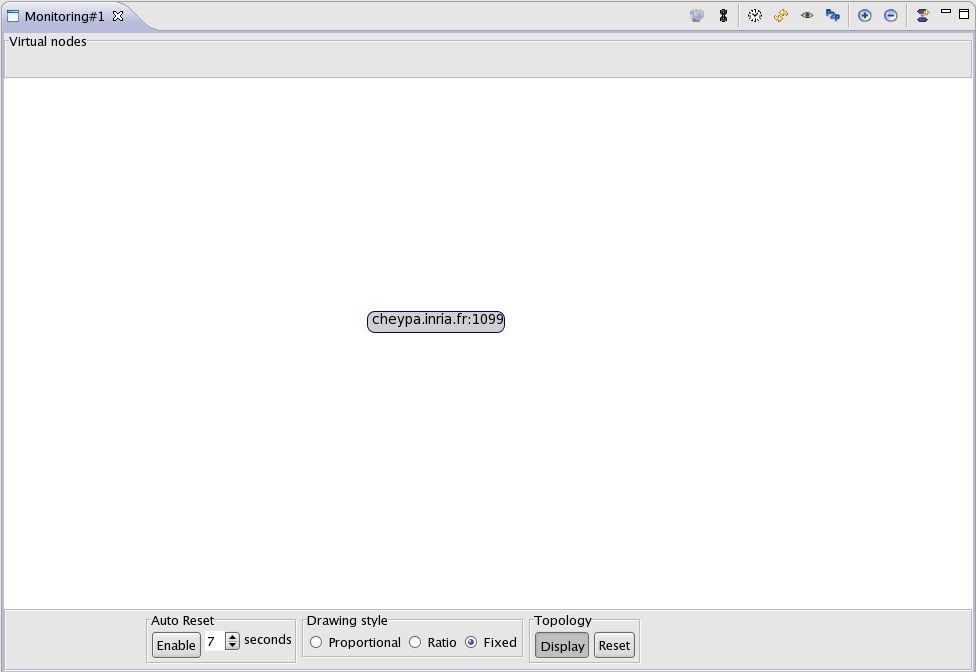 Monitoring#1
P2P
Virtual nodes
cheypa.inria.fr:1099
Auto Reset
Enable 7 seconds
Drawing style
Proportional Ratio Fixed
Topology
Display Reset